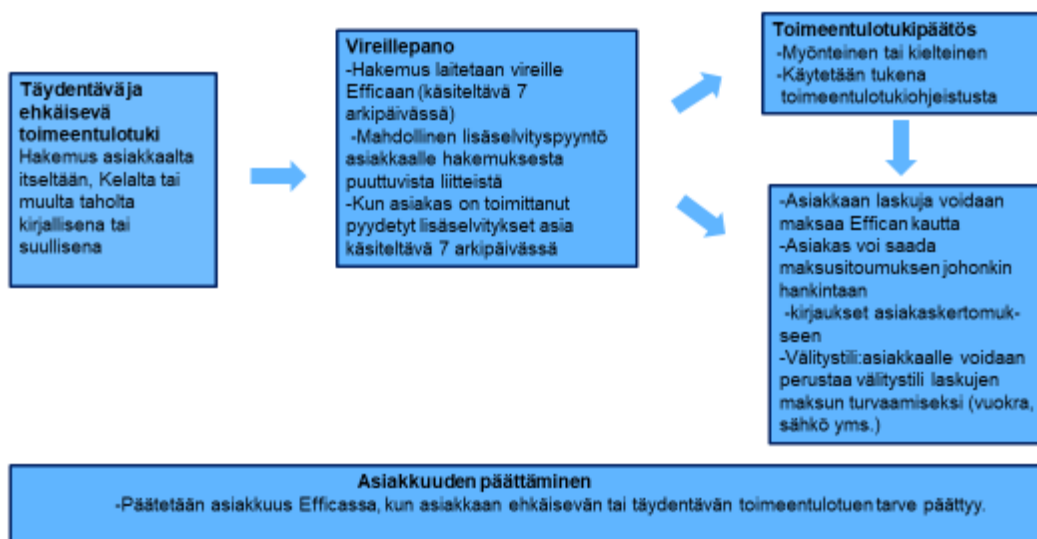 Täydentävä ja
ehkäisevä
toimeentulotuki
Hakemus asiakkaalta
itseltään, Kelalta tai
muulta taholta
kirjallisena tai
suullisena
Vireillepano
-Hakemus laitetaan vireille
Efficaan (käsiteltävä 7
arkipäivässä)
-Mahdollinen lisäselvityspyyntö
asiakkaalle hakemuksesta
puuttuvista liitteistä
-Kun asiakas on toimittanut
pyydetyt lisäselvitykset asia
käsiteltävä 7 arkipäivässä
Toimeentulotukipäätös
-Myönteinen tai kielteinen
-Käytetään tukena
toimeentulotukiohjeistusta
-Asiakkaan laskuja voidaan
maksaa Effican kautta
-Asiakas voi saada
maksusitoumuksen johonkin
hankintaan
-kirjaukset asiakaskertomuk-
seen
-Välitystili:asiakkaalle voidaan
perustaa välitystili laskujen
maksun turvaamiseksi (vuokra,
sähkö yms.)
Asiakkuuden päättäminen
-Päätetään asiakkuus Efficassa, kun asiakkaan ehkäisevän tai täydentävän toimeentulotuen tarve päättyy.